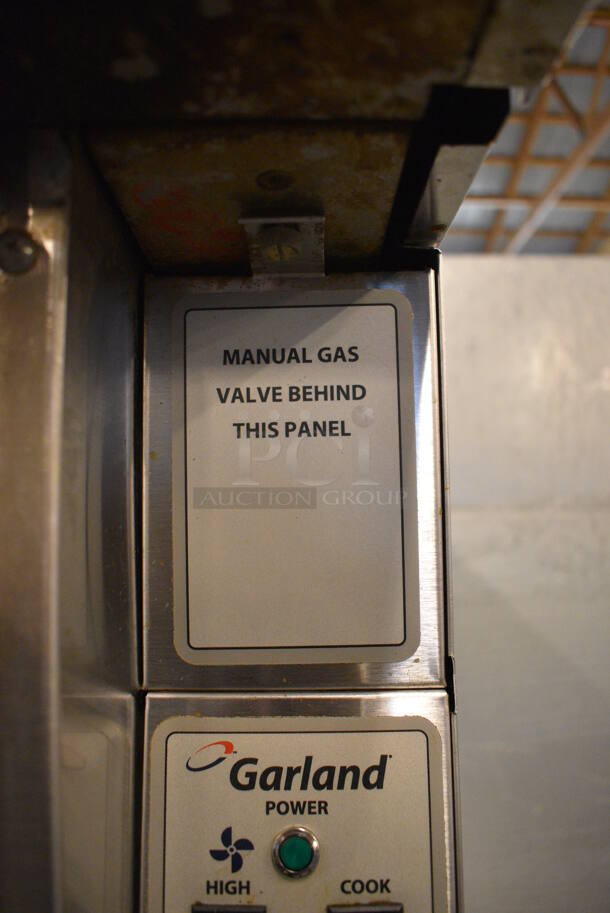 MANUAL GAS
VALVE BEHIND
THIS PANEL
PCi
AUCTION GROUP
Garland
POWER
HIGH COOK